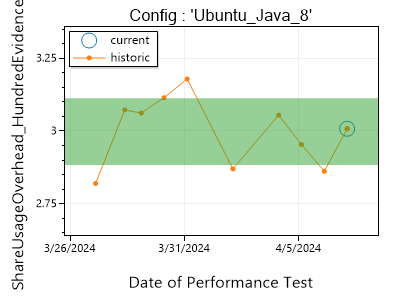 Config : 'Ubuntu_Java_8'
current
historic
ShareUsageOverhead_HundredEvidence
3.25
3
2.75
3/26/2024
3/31/2024
4/5/2024
Date of Performance Test